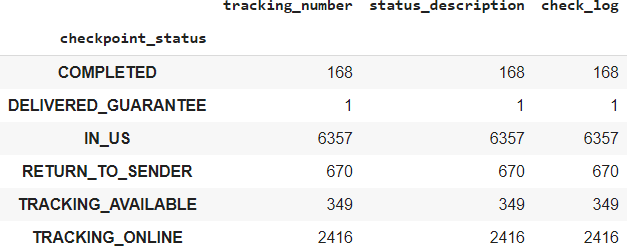 tracking_number status_description check_log
checkpoint_status
COMPLETED 168 168 168
DELIVERED_GUARANTEE 1 1 1
IN_US 6357 6357 6357
RETURN_TO_SENDER 670 670 670
TRACKING_AVAILABLE 349 349 349
TRACKING_ONLINE 2416 2416 2416